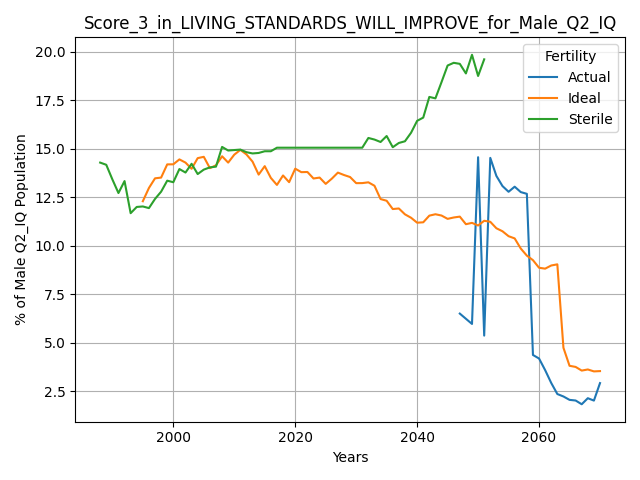 Score_3_in_LIVING_STANDARDS_WILL_IMPROVE_for_Male_Q2_IQ
Fertility
Actual
Ideal
Sterile
% of Male Q2_IQ Population
20.0
17.5
15.0
12.5
10.0
7.5
5.0
2.5
2000 2020 2040 2060
Years